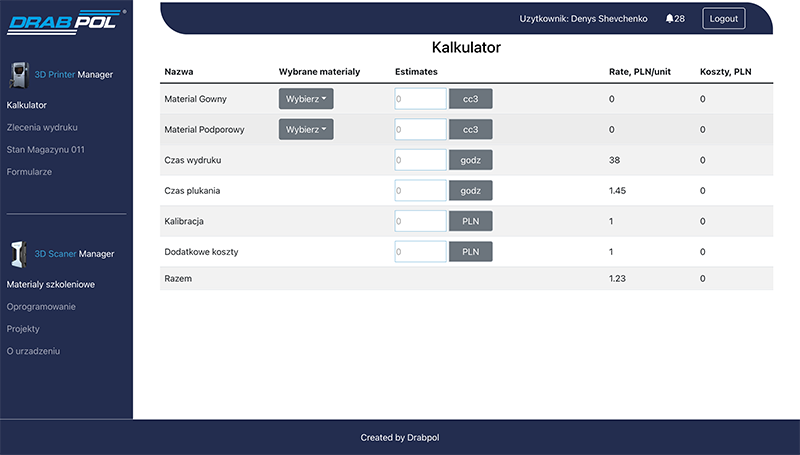 DRABPOL®
Uzytkownik: Denys Shevchenko 28 Logout
3D Printer Manager
Kalkulator
Zlecenia wydruku
Stan Magazynu 011
Formularze
3D Scaner Manager
Materialy szkoleniowe
Oprogramowanie
Projekty
O urzadzeniu
Kalkulator
Nazwa Wybrane materialy Estimates Rate, PLN/unit Koszty, PLN
Material Gowny Wybierz 0 cc3 0 0
Material Podporowy Wybierz 0 cc3 0 0
Czas wydruku 0 godz 38 0
Czas plukania 0 godz 1.45 0
Kalibracja 0 PLN 1 0
Dodatkowe koszty 0 PLN 1 0
Razem 1.23 0
Created by Drabpol